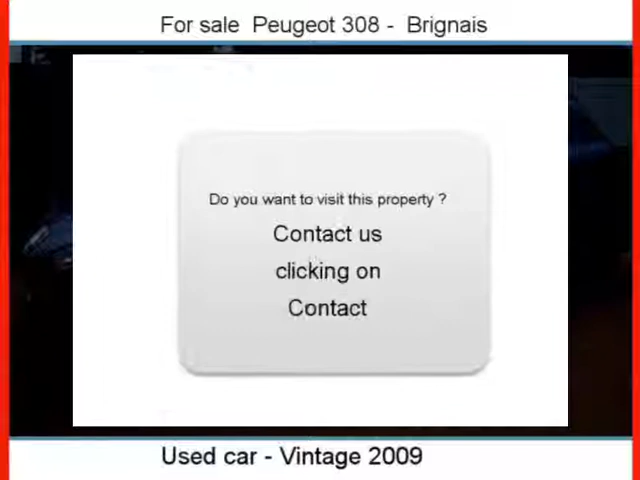 For sale Peugeot 308 - Brignais
Do you want to visit this property ?
Contact us
clicking on
Contact
Used car - Vintage 2009